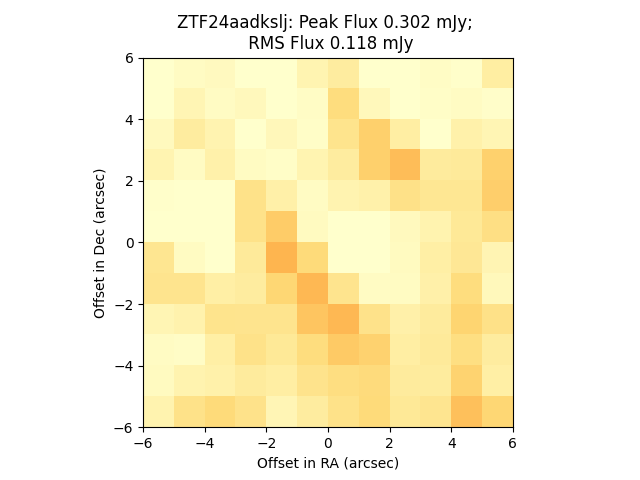 ZTF24aadkslj: Peak Flux 0.302 mJy;
RMS Flux 0.118 mJy
6
4
2
0
−2
−4
−6
Offset in Dec (arcsec)
−6 −4 −2 0 2 4 6
Offset in RA (arcsec)